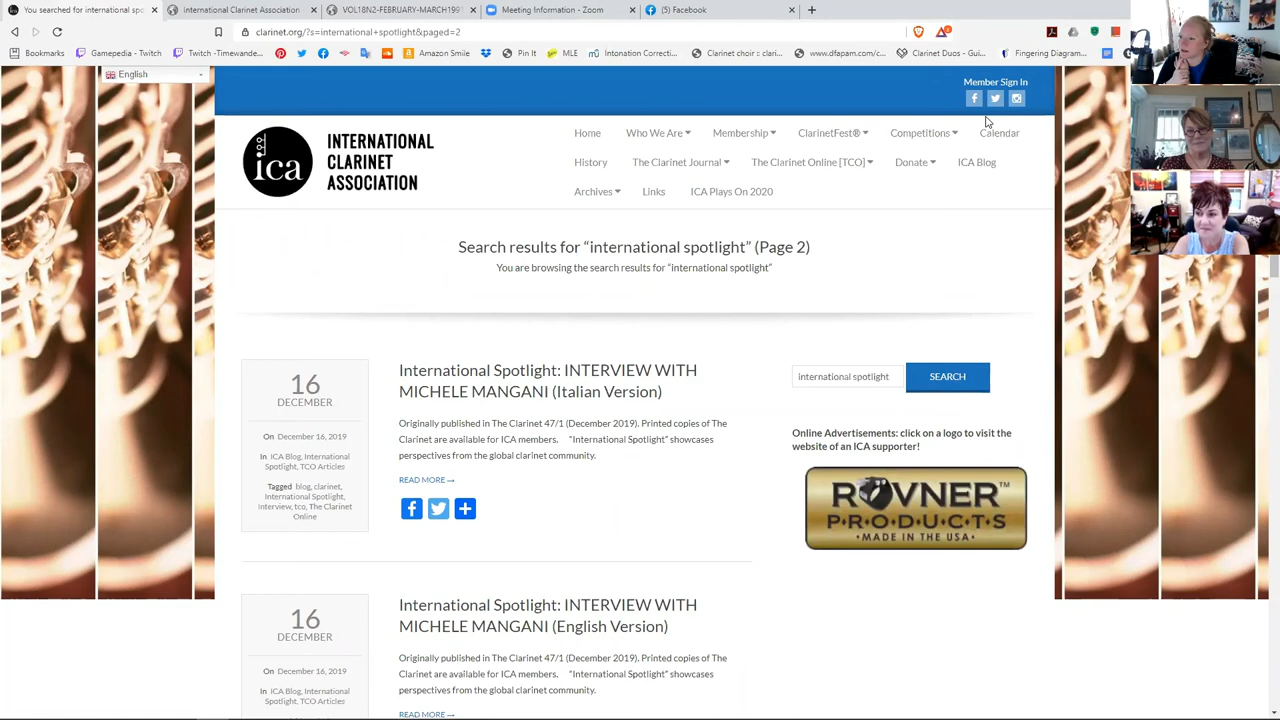 You searched for international spo
International Clarinet Association
VOL18N2-FEBRUARY-MARCH1991
Meeting Information - Zoom
(5) Facebook
clarinet.org/?s=international+spotlight&paged=2
Bookmarks
Gamepedia - Twitch
Twitch -Timewande...
Amazon Smile
Pin It
MLE
Intonation Correcti...
Clarinet choir :: clari...
www.dfapam.com/c...
Clarinet Duos - Gui...
Fingering Diagram...
English
Member Sign In
ica
INTERNATIONAL
CLARINET
ASSOCIATION
Home
Who We Are
Membership
ClarinetFest®
Competitions
Calendar
History
The Clarinet Journal
The Clarinet Online [TCO]
Donate
ICA Blog
Archives
Links
ICA Plays On 2020
Search results for “international spotlight” (Page 2)
You are browsing the search results for “international spotlight”
16
DECEMBER
On December 16, 2019
In ICA Blog, International
Spotlight, TCO Articles
Tagged blog, clarinet,
International Spotlight,
Interview, tco, The Clarinet
Online
International Spotlight: INTERVIEW WITH
MICHELE MANGANI (Italian Version)
Originally published in The Clarinet 47/1 (December 2019). Printed copies of The
Clarinet are available for ICA members. “International Spotlight” showcases
perspectives from the global clarinet community.
READ MORE →
international spotlight
SEARCH
Online Advertisements: click on a logo to visit the
website of an ICA supporter!
ROVNER™
PRODUCTS
•MADE IN THE USA•
16
DECEMBER
On December 16, 2019
In ICA Blog, International
Spotlight, TCO Articles
International Spotlight: INTERVIEW WITH
MICHELE MANGANI (English Version)
Originally published in The Clarinet 47/1 (December 2019). Printed copies of The
Clarinet are available for ICA members. “International Spotlight” showcases
perspectives from the global clarinet community.
READ MORE →